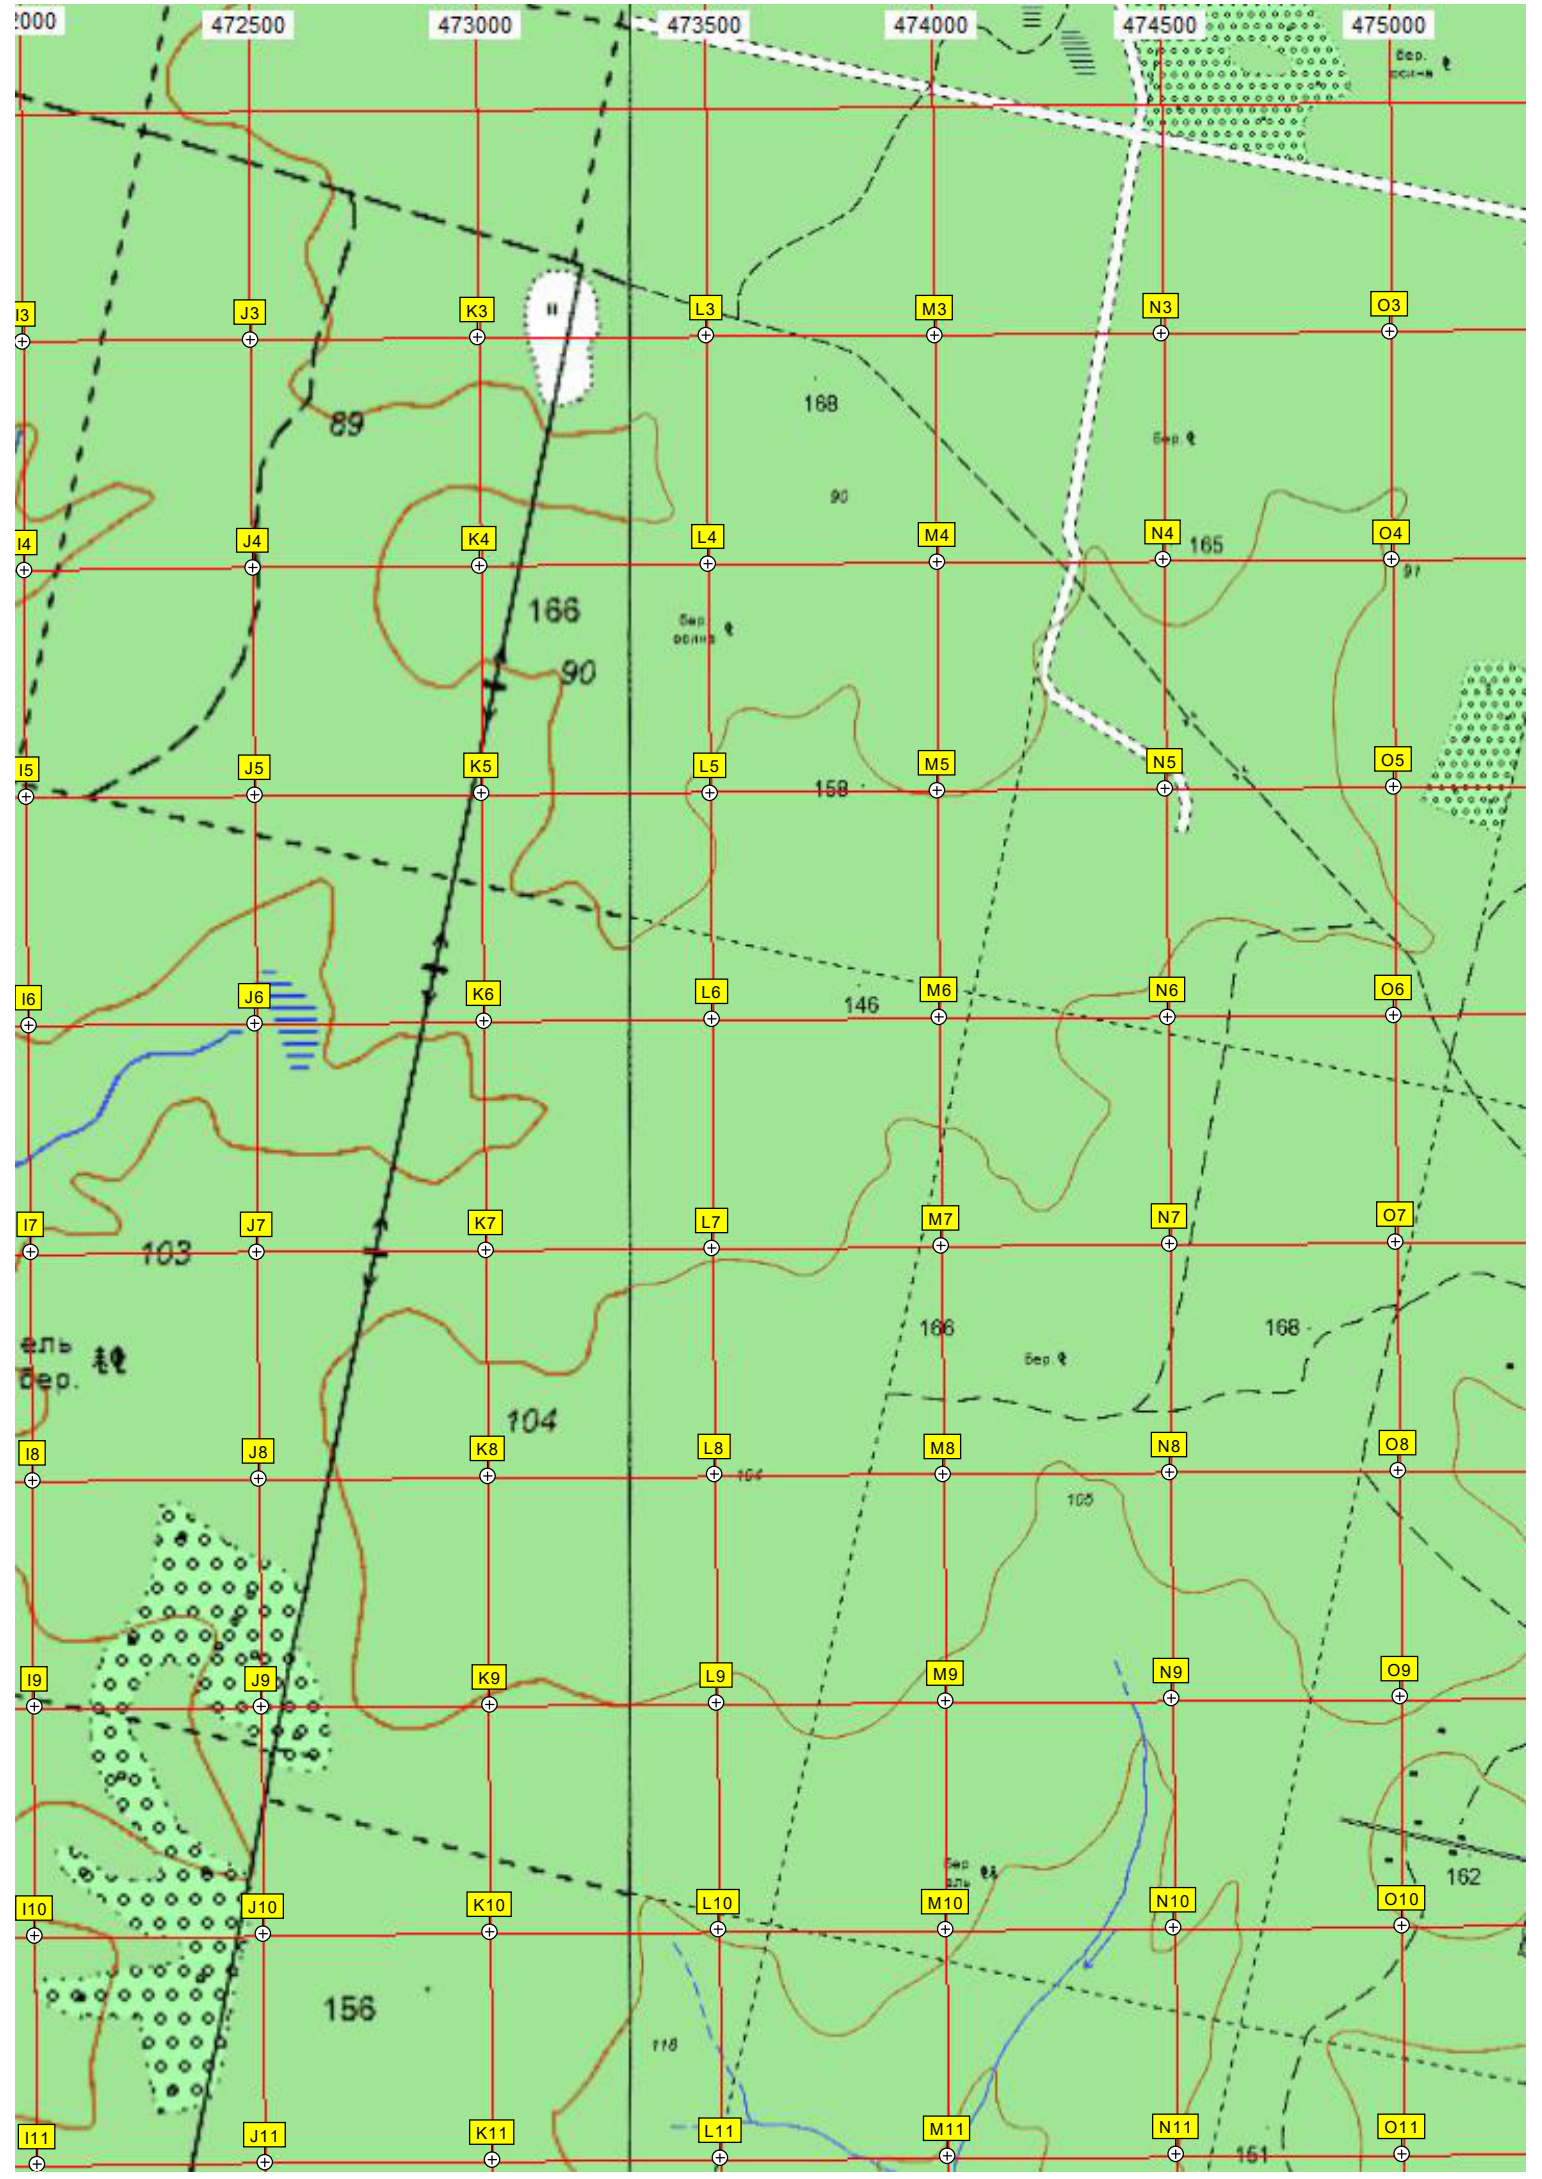 2000 472500 473000 473500 474000 474500 475000
бер.
осина
I3 J3 K3 L3 M3 N3 O3
168
89
бер.
90
I4 J4 K4 L4 M4 N4 165 O4
91
166
бер.
осина
90
I5 J5 K5 L5 M5 N5 O5
158
I6 J6 K6 L6 M6 N6 O6
146
I7 J7 K7 L7 M7 N7 O7
103
166 168
ель
бер.
бер.
104
I8 J8 K8 L8 M8 N8 O8
104
105
I9 J9 K9 L9 M9 N9 O9
бер
ель
162
I10 J10 K10 L10 M10 N10 O10
156
116
I11 J11 K11 L11 M11 N11 O11
151